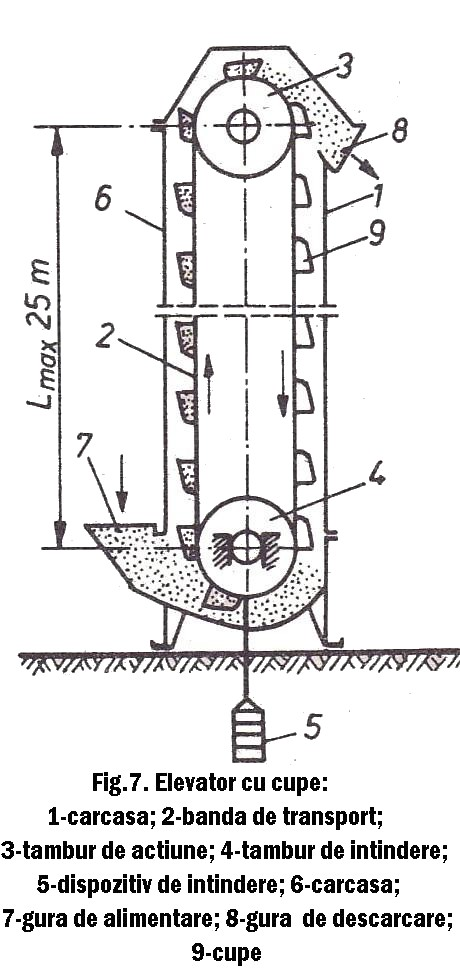 3
8
6
1
9
Lmax 25 m
2
7
4
5
Fig.7. Elevator cu cupe:
1-carcasa; 2-banda de transport;
3-tambur de actiune; 4-tambur de intindere;
5-dispozitiv de intindere; 6-carcasa;
7-gura de alimentare; 8-gura de descarcare;
9-cupe